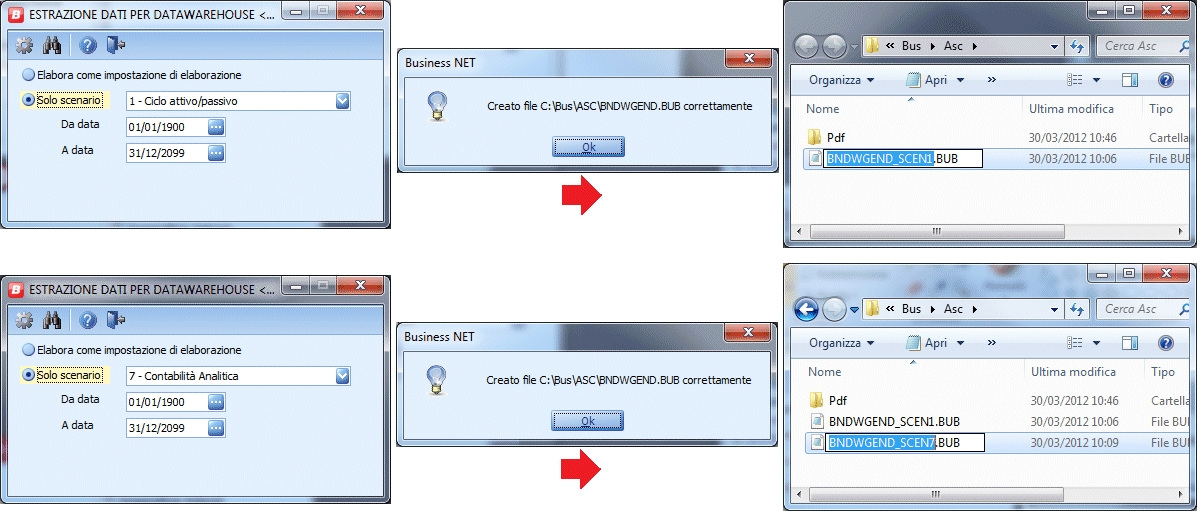 B ESTRAZIONE DATI PER DATAWAREHOUSE <...
Elabora come impostazione di elaborazione
Solo scenario 1 - Ciclo attivo/passivo
Da data 01/01/1900 ...
A data 31/12/2099 ...
Business NET
Creato file C:\Bus\ASC\BNDWGEND.BUB correttamente
Ok
« Bus Asc Cerca Asc
Organizza Apri »
Nome Ultima modifica Tipo
Pdf 30/03/2012 10:46 Cartella
BNDWGEND_SCEN1.BUB 30/03/2012 10:06 File BUB
B ESTRAZIONE DATI PER DATAWAREHOUSE <...
Elabora come impostazione di elaborazione
Solo scenario 7 - Contabilità Analitica
Da data 01/01/1900 ...
A data 31/12/2099 ...
Business NET
Creato file C:\Bus\ASC\BNDWGEND.BUB correttamente
Ok
« Bus Asc Cerca Asc
Organizza Apri »
Nome Ultima modifica Tipo
Pdf 30/03/2012 10:46 Cartel
BNDWGEND_SCEN1.BUB 30/03/2012 10:06 File BU
BNDWGEND_SCEN7.BUB 30/03/2012 10:09 File BU